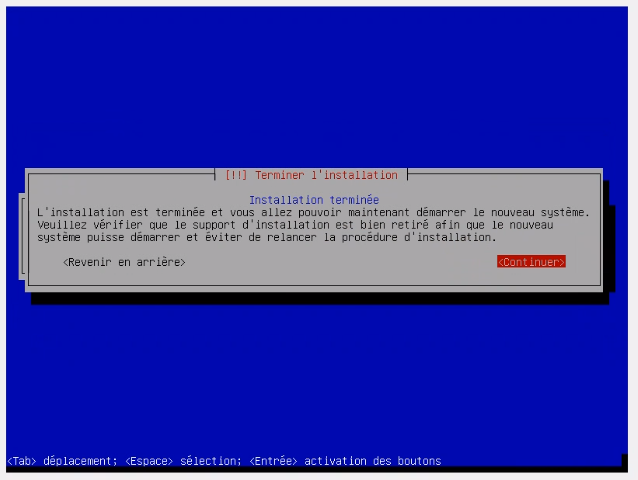 [!!] Terminer l'installation
Installation terminée
L'installation est terminée et vous allez pouvoir maintenant démarrer le nouveau système.
Veuillez vérifier que le support d'installation est bien retiré afin que le nouveau
système puisse démarrer et éviter de relancer la procédure d'installation.
<Revenir en arrière> <Continuer>
<Tab> déplacement; <Espace> sélection; <Entrée> activation des boutons